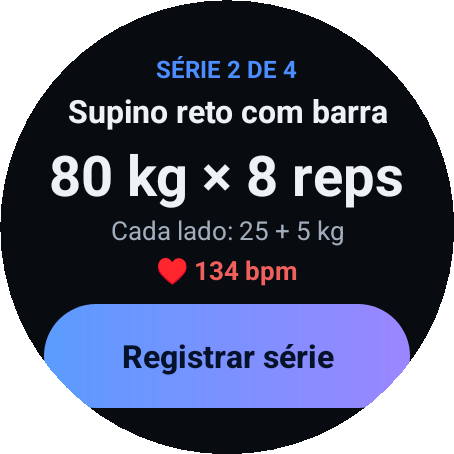 SÉRIE 2 DE 4
Supino reto com barra
80 kg × 8 reps
Cada lado: 25 + 5 kg
❤️ 134 bpm
Registrar série